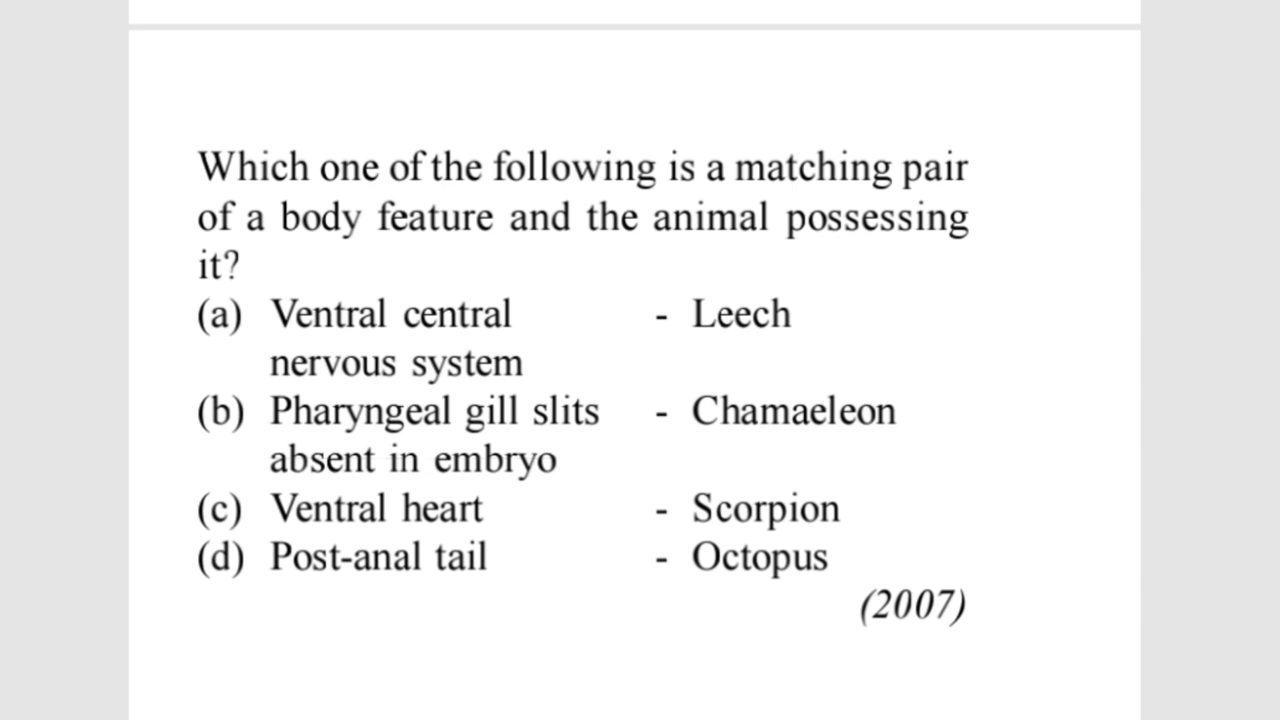 Which one of the following is a matching pair
of a body feature and the animal possessing
it?
(a) Ventral central - Leech
nervous system
(b) Pharyngeal gill slits - Chamaeleon
absent in embryo
(c) Ventral heart - Scorpion
(d) Post-anal tail - Octopus
(2007)